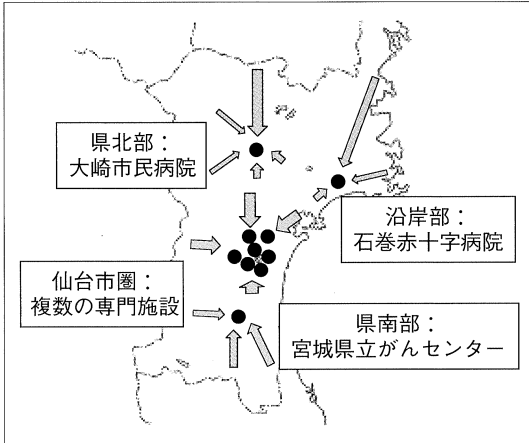 県北部：
大崎市民病院
沿岸部：
石巻赤十字病院
仙台市圏：
複数の専門施設
県南部：
宮城県立がんセンター